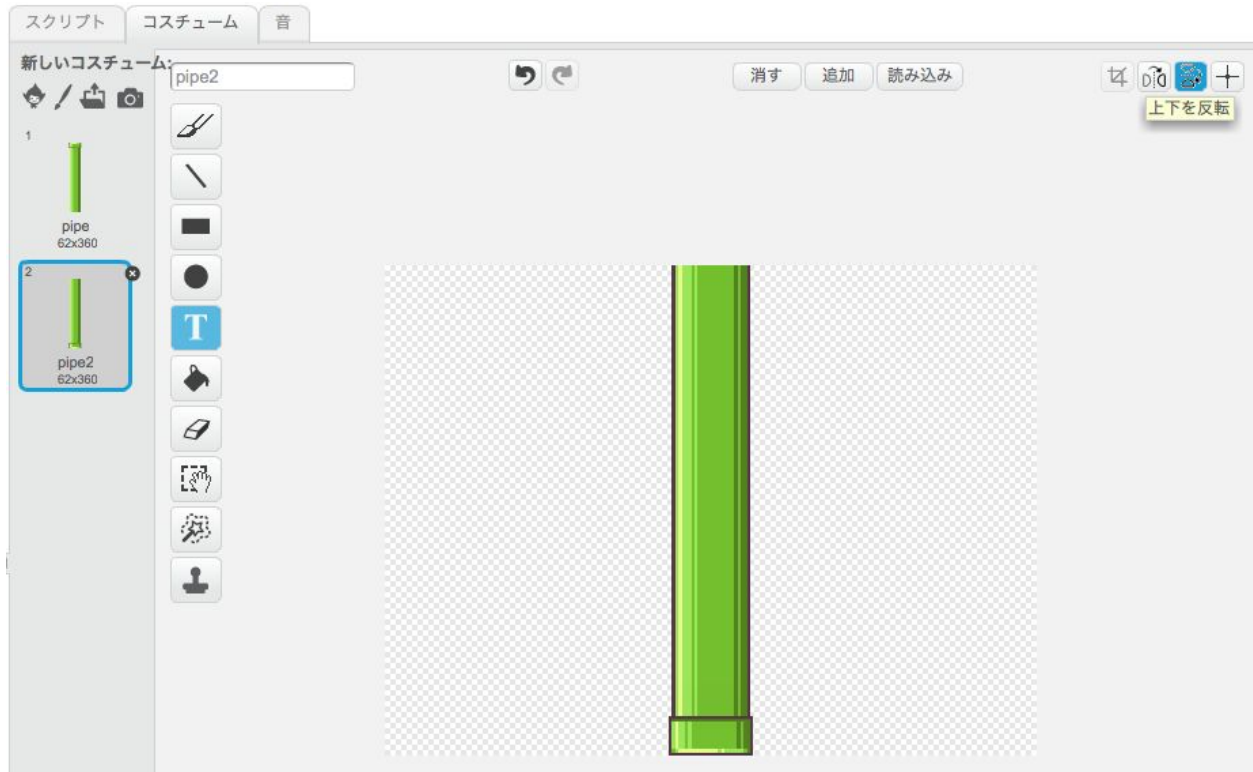 スクリプト
コスチューム
音
新しいコスチューム:
pipe2
消す
追加
読み込み
上下を反転
1
pipe
62x360
2
pipe2
62x360
T